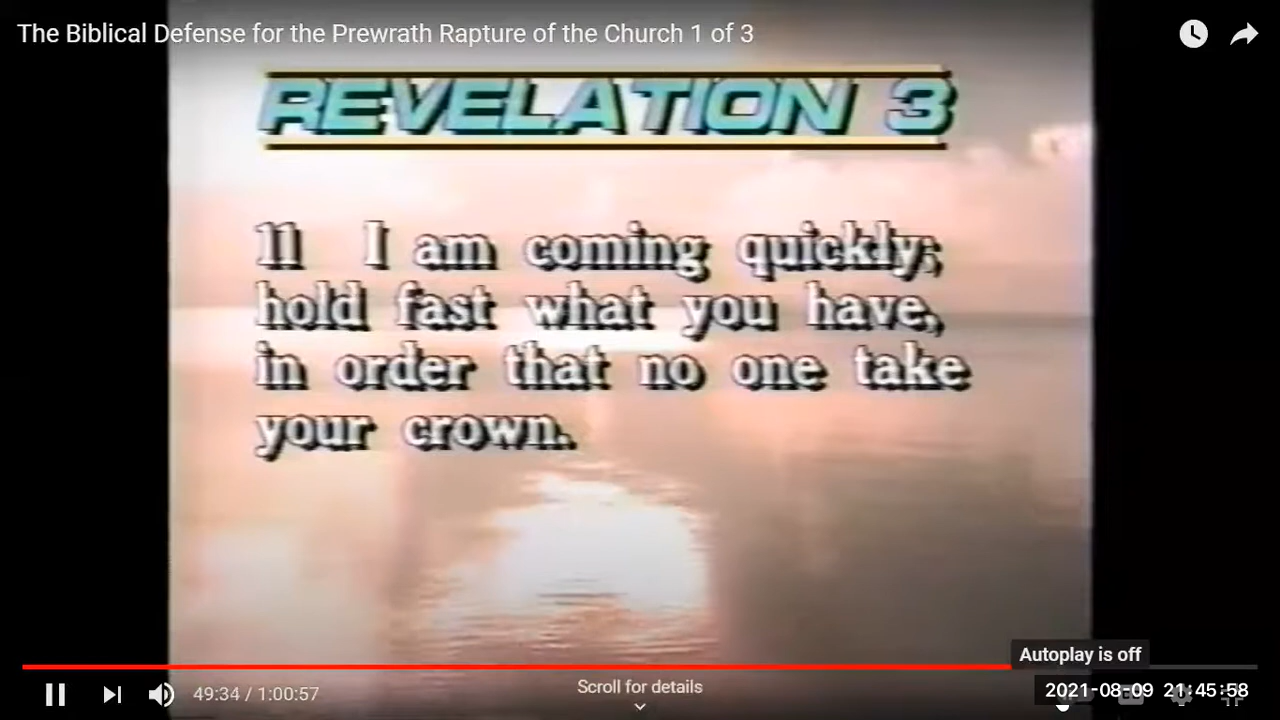 The Biblical Defense for the Prewrath Rapture of the Church 1 of 3
REVELATION 3
11 I am coming quickly;
hold fast what you have,
in order that no one take
your crown.
Autoplay is off
49:34 / 1:00:57
Scroll for details
2021-08-09 21:45:58